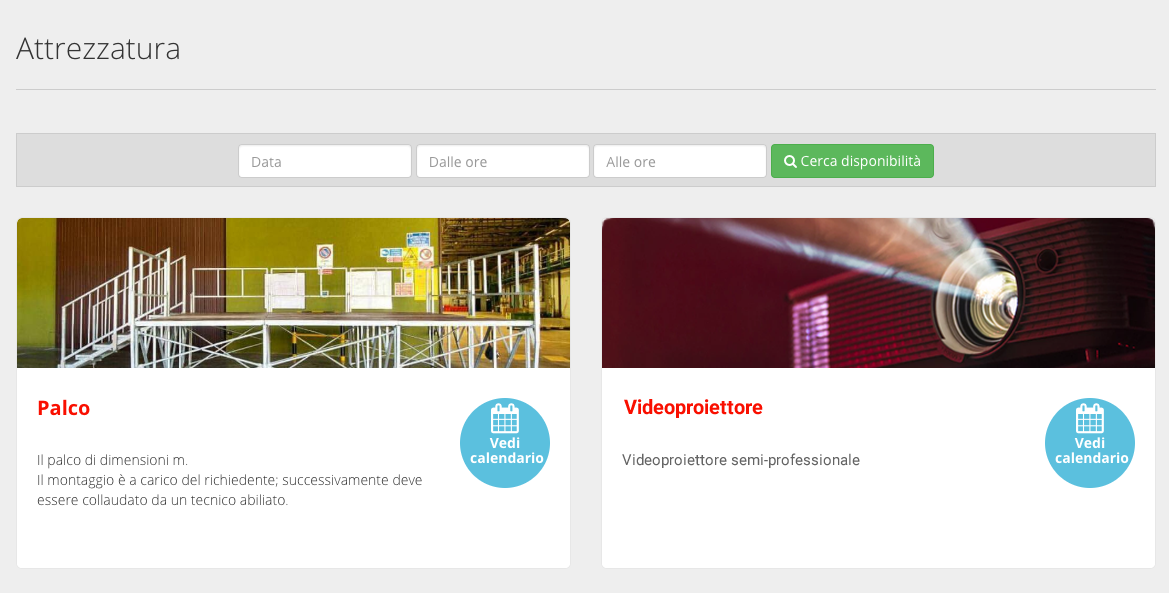 Attrezzatura
Data
Dalle ore
Alle ore
Cerca disponibilità
Palco
Vedi
calendario
Il palco di dimensioni m.
Il montaggio è a carico del richiedente; successivamente deve
essere collaudato da un tecnico abiliato.
Videoproiettore
Vedi
calendario
Videoproiettore semi-professionale